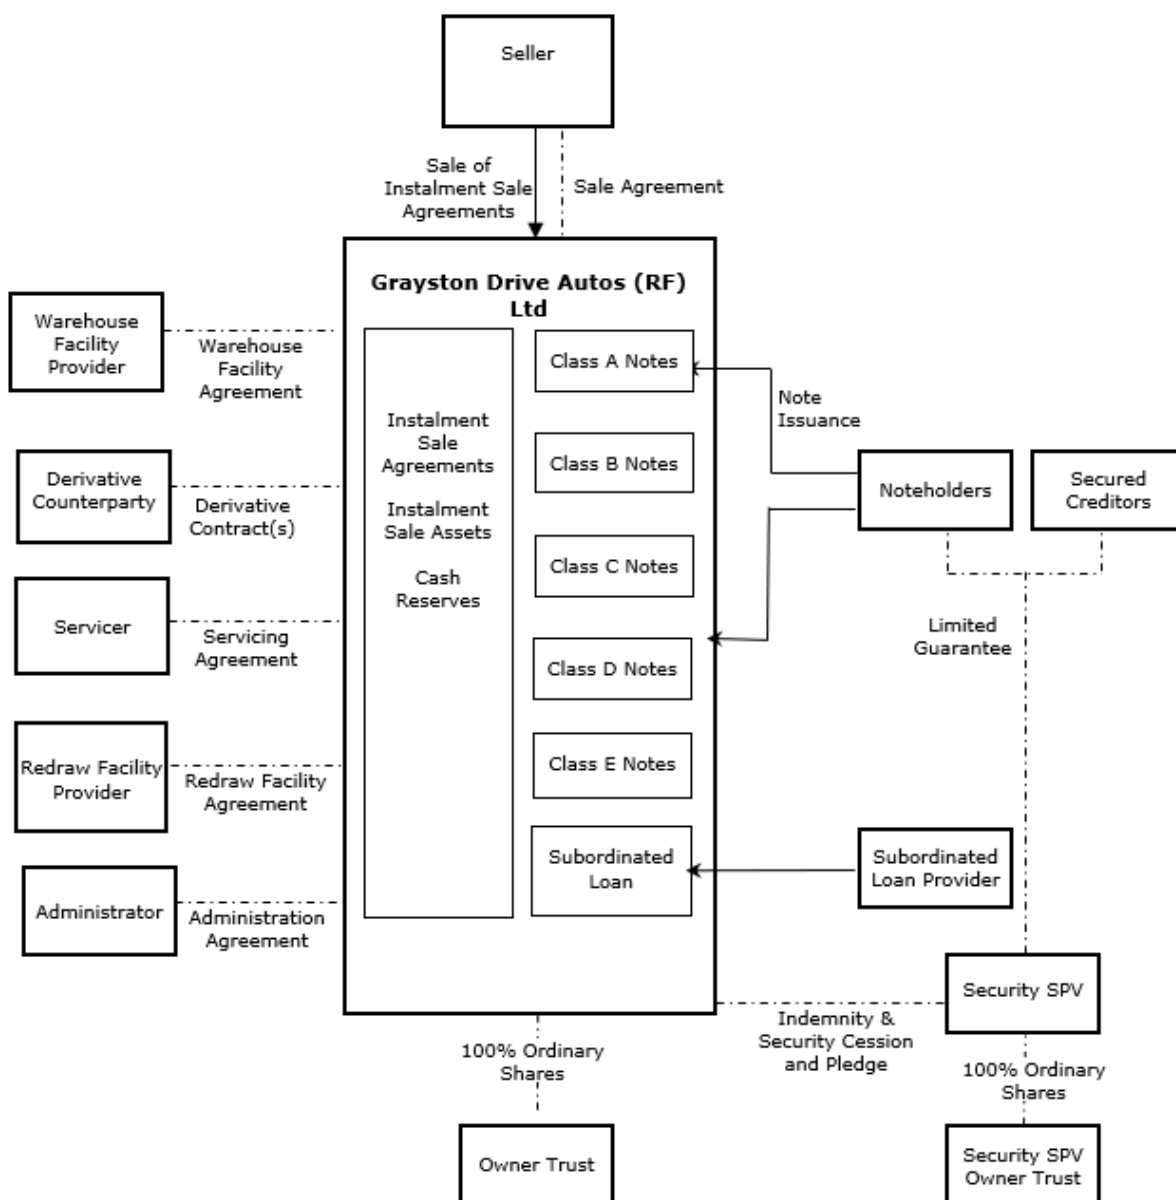 Seller
Sale of
Instalment Sale
Agreements
Sale Agreement
Grayston Drive Autos (RF)
Ltd
Warehouse
Facility
Provider
Warehouse
Facility
Agreement
Derivative
Counterparty
Derivative
Contract(s)
Servicer
Servicing
Agreement
Redraw Facility
Provider
Redraw Facility
Agreement
Administrator
Administration
Agreement
Instalment
Sale
Agreements
Instalment
Sale Assets
Cash
Reserves
Class A Notes
Class B Notes
Class C Notes
Class D Notes
Class E Notes
Subordinated
Loan
Note
Issuance
Noteholders
Secured
Creditors
Limited
Guarantee
Subordinated
Loan Provider
Security SPV
Indemnity &
Security Cession
and Pledge
100% Ordinary
Shares
Owner Trust
100% Ordinary
Shares
Security SPV
Owner Trust